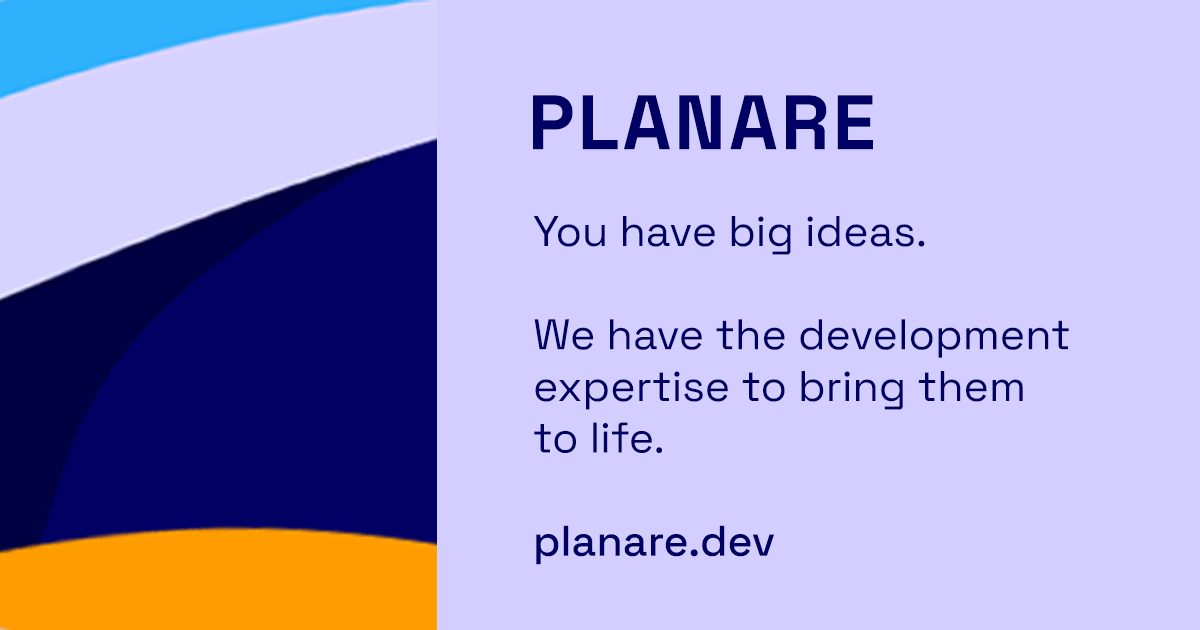 PLANARE
You have big ideas.
We have the development
expertise to bring them
to life.
planare.dev